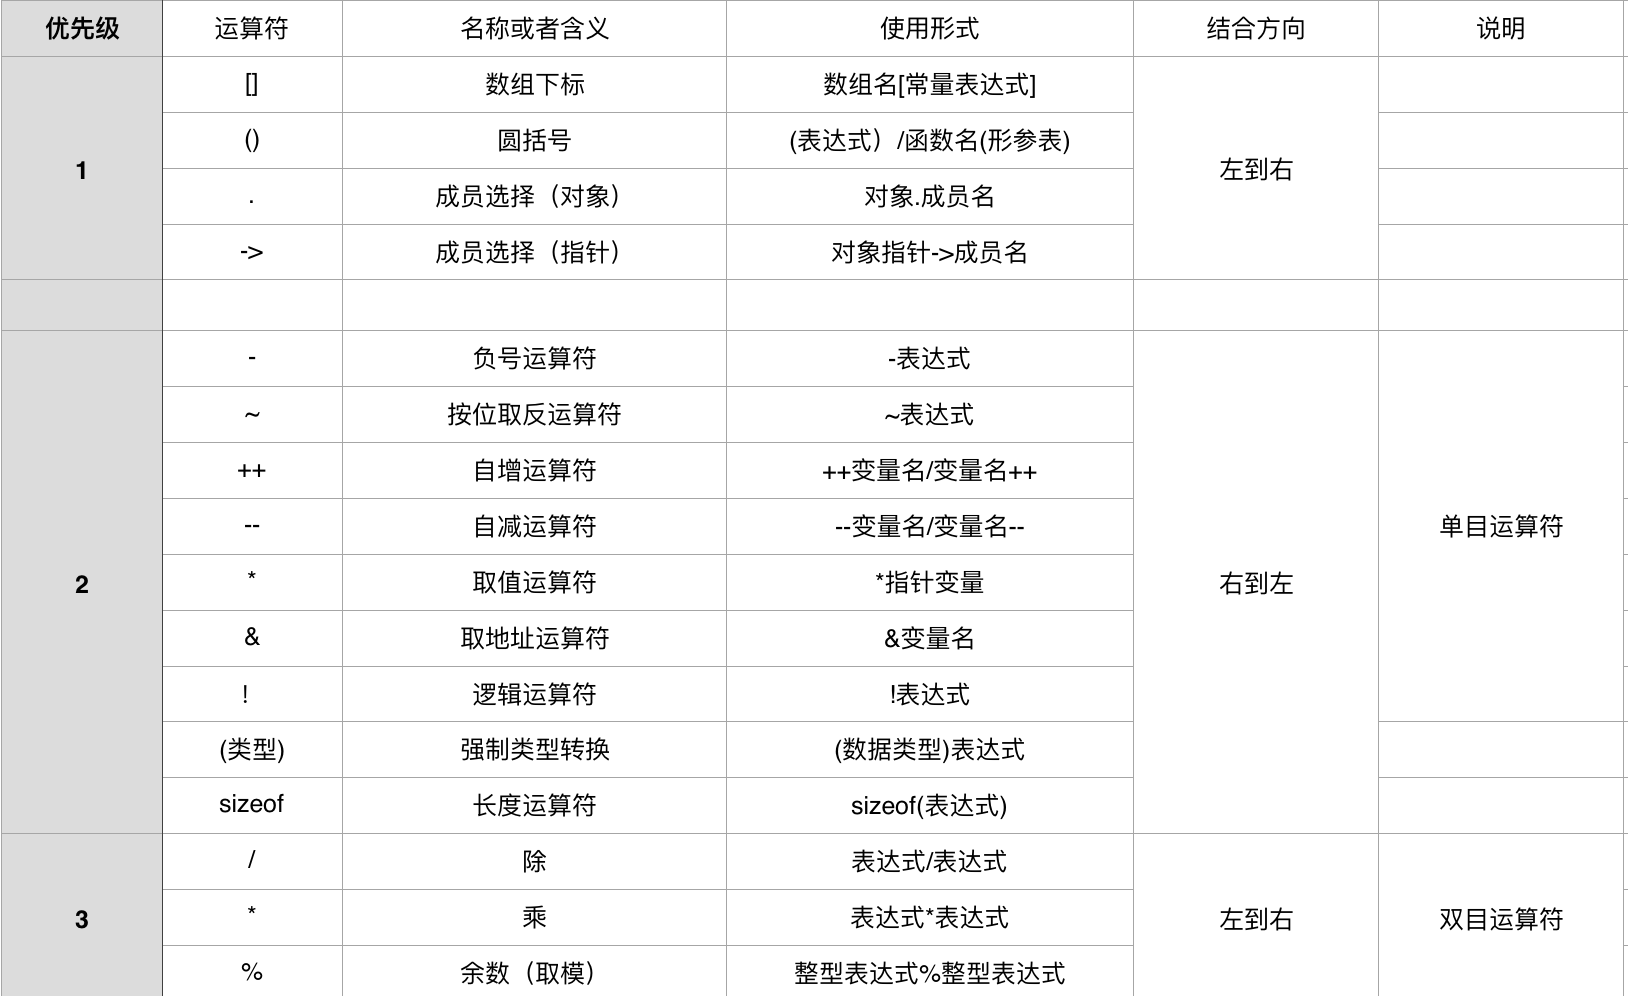 优先级 运算符 名称或者含义 使用形式 结合方向 说明
1 [] 数组下标 数组名[常量表达式] 左到右
() 圆括号 (表达式）/函数名(形参表)
. 成员选择（对象） 对象.成员名
-> 成员选择（指针） 对象指针->成员名
2 - 负号运算符 -表达式 右到左 单目运算符
~ 按位取反运算符 ~表达式
++ 自增运算符 ++变量名/变量名++
-- 自减运算符 --变量名/变量名--
* 取值运算符 *指针变量
& 取地址运算符 &变量名
! 逻辑运算符 !表达式
(类型) 强制类型转换 (数据类型)表达式
sizeof 长度运算符 sizeof(表达式)
3 / 除 表达式/表达式 左到右 双目运算符
* 乘 表达式*表达式
% 余数（取模） 整型表达式%整型表达式